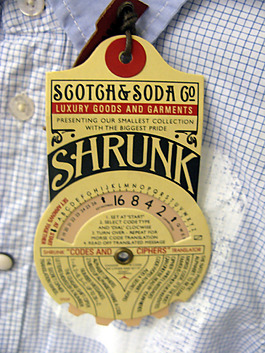 SCOTCH & SODA Co
LUXURY GOODS AND GARMENTS
PRESENTING OUR SMALLEST COLLECTION
WITH THE BIGGEST PRIDE
SHRUNK
16842
1. SET AT "START"
2. SELECT CODE TYPE
AND 'DIAL' CLOCWISE
3. TURN OVER - REPEAT FOR
MORSE CODE TRANSLATION
4. READ OFF TRANSLATED MESSAGE
SHRUNK "CODES AND CIPHERS" TRANSLATOR